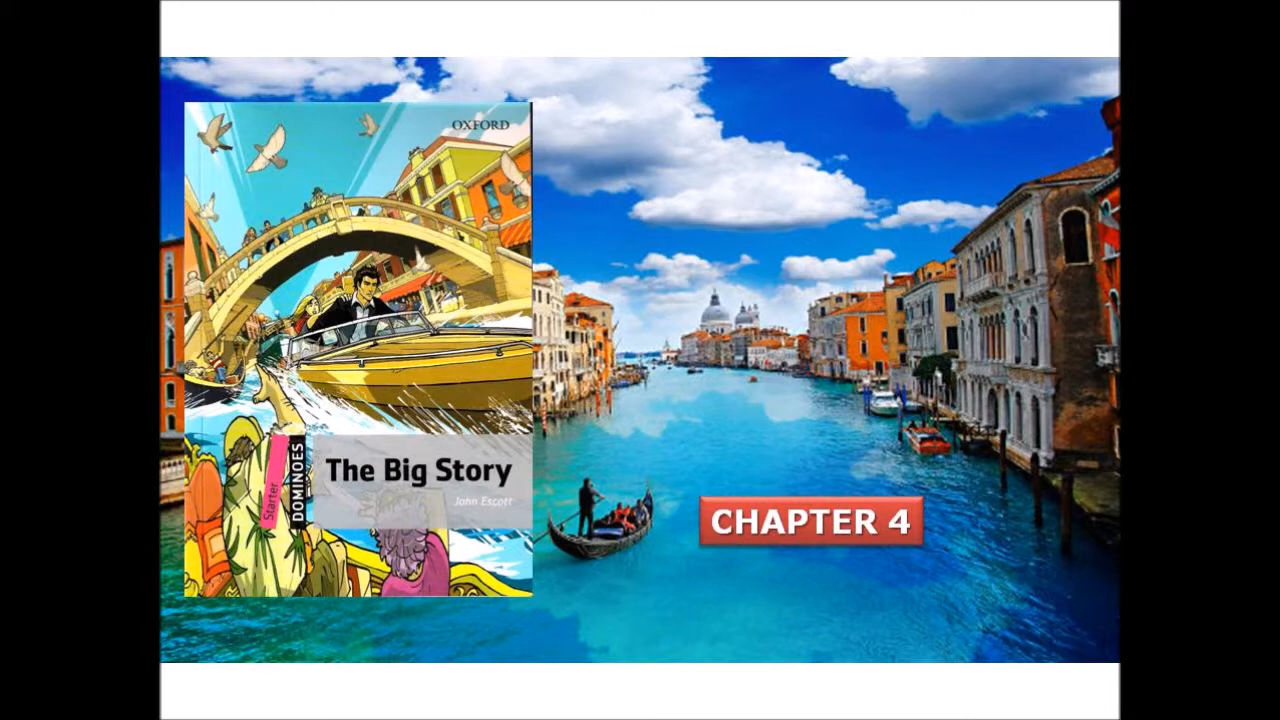 OXFORD
The Big Story
John Escott
Starter
DOMINOES
CHAPTER 4